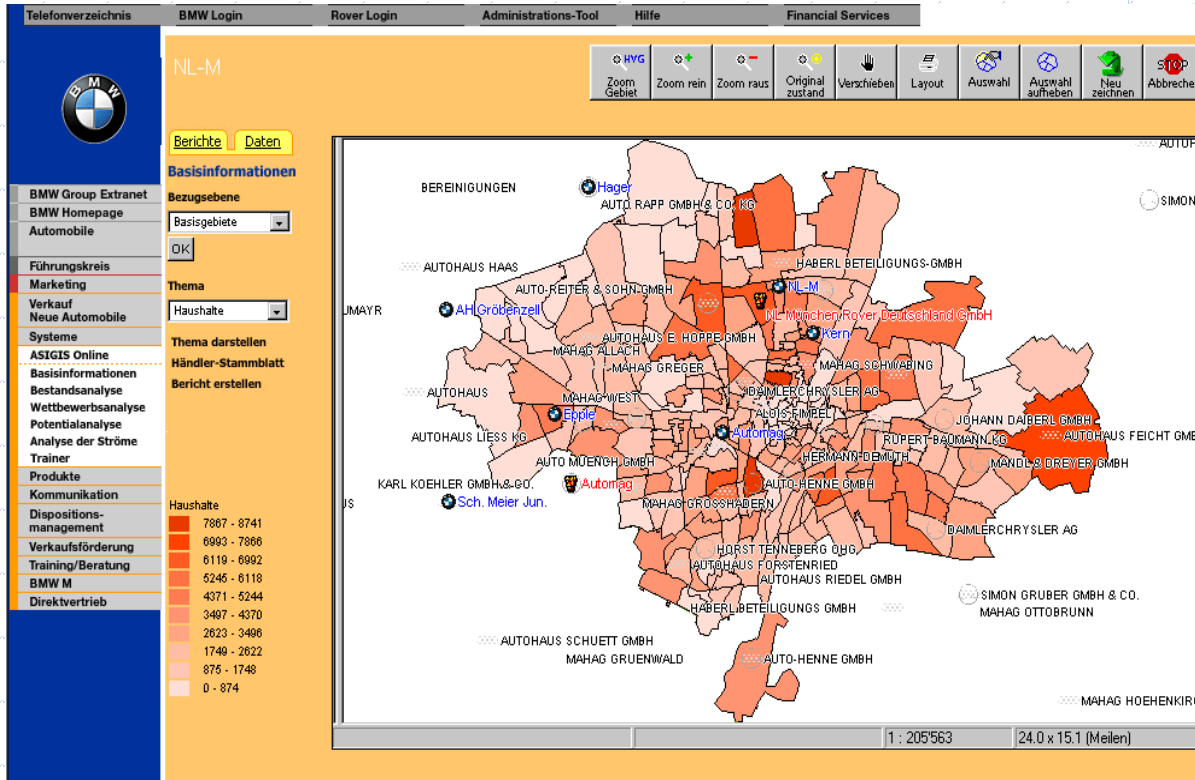 Telefonverzeichnis
BMW Login
Rover Login
Administrations-Tool
Hilfe
Financial Services
BMW
NL-M
HVG
Zoom Gebiet
Zoom rein
Zoom raus
Original zustand
Verschieben
Layout
Auswahl
Auswahl aufheben
Neu zeichnen
STOP
Abbreche
Berichte
Daten
Basisinformationen
Bezugsebene
Basisgebiete
OK
Thema
Haushalte
Thema darstellen
Händler-Stammblatt
Bericht erstellen
BMW Group Extranet
BMW Homepage
Automobile
Führungskreis
Marketing
Verkauf
Neue Automobile
Systeme
ASIGIS Online
Basisinformationen
Bestandsanalyse
Wettbewerbsanalyse
Potentialanalyse
Analyse der Ströme
Trainer
Produkte
Kommunikation
Dispositions-
management
Verkaufsförderung
Training/Beratung
BMW M
Direktvertrieb
Haushalte
7867 - 8741
6993 - 7866
6119 - 6992
5245 - 6118
4371 - 5244
3497 - 4370
2623 - 3496
1749 - 2622
875 - 1748
0 - 874
BEREINIGUNGEN
Hager
AUTO RAPP GMBH & CO. KG
SIMON
AUTOHAUS HAAS
HABERL BETEILIGUNGS-GMBH
AUTO-REITER & SOHN-GMBH
NL-M
UMAYR
AH Gröbenzell
NL München Rover Deutschland GmbH
Kern
AUTOHAUS E. HOPPE GMBH
MAHAG ALLACH
MAHAG GREGER
MAHAG SCHWABING
AUTOHAUS
MAHAG WEST
DAIMLERCHRYSLER AG
Epple
ALOIS FIMPEL
JOHANN DAIBERL GMBH
AUTOHAUS LIESS KG
Automag
RUPERT BAUMANN KG
AUTOHAUS FEICHT GMB
AUTO MUENCH GMBH
HERMANN DEMUTH
MANDL & DREYER GMBH
KARL KOEHLER GMBH & CO.
Automag
AUTO-HENNE GMBH
US
Sch. Meier Jun.
MAHAG GROSSHADERN
DAIMLERCHRYSLER AG
HORST TENNEBERG OHG
AUTOHAUS FORSTENRIED
AUTOHAUS RIEDEL GMBH
SIMON GRUBER GMBH & CO.
HABERL BETEILIGUNGS GMBH
MAHAG OTTOBRUNN
AUTOHAUS SCHUETT GMBH
MAHAG GRUENWALD
AUTO-HENNE GMBH
MAHAG HOEHENKIRC
1 : 205'563
24.0 x 15.1 (Meilen)